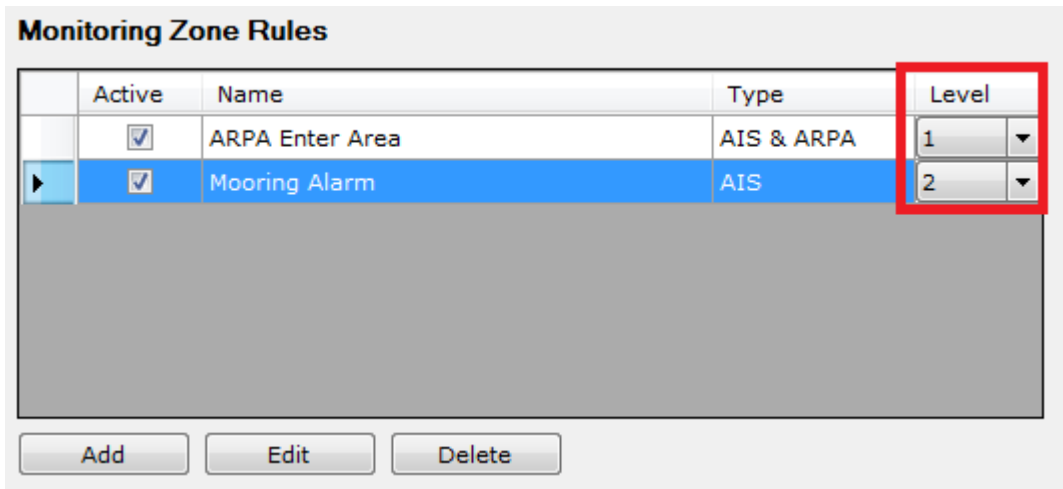 Monitoring Zone Rules
Active Name Type Level
ARPA Enter Area AIS & ARPA 1
Mooring Alarm AIS 2
Add Edit Delete